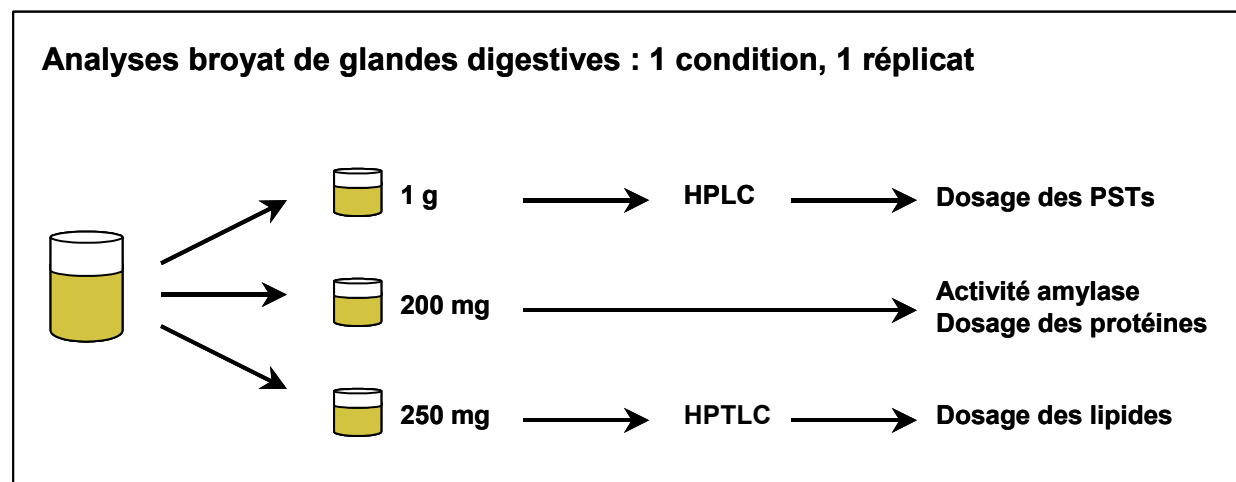 Analyses broyat de glandes digestives : 1 condition, 1 réplicat
1 g
HPLC
Dosage des PSTs
200 mg
Activité amylase
Dosage des protéines
250 mg
HPTLC
Dosage des lipides